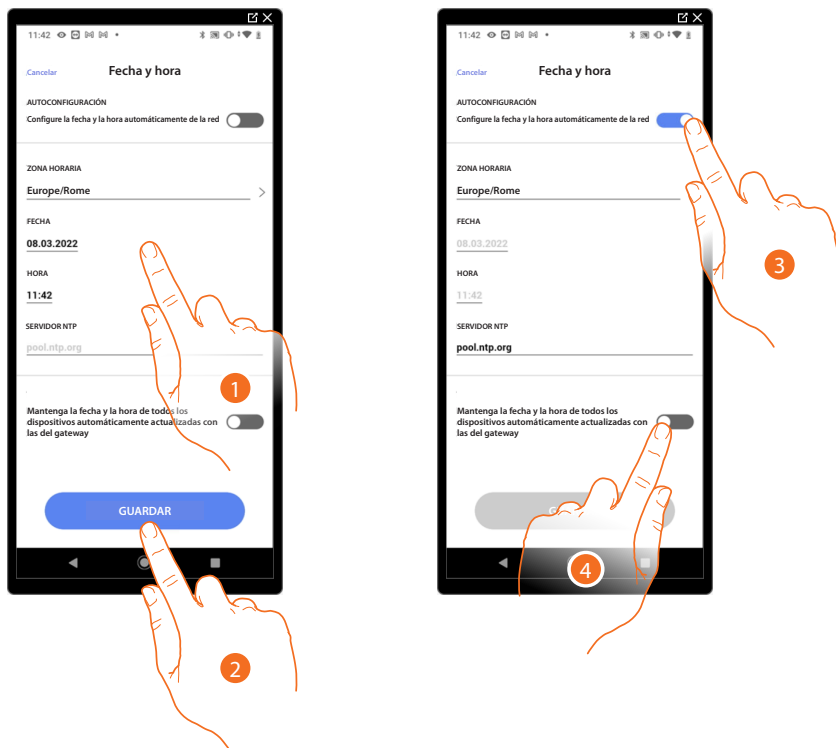 11:42
Cancelar
Fecha y hora
AUTOCONFIGURACIÓN
Configure la fecha y la hora automáticamente de la red
ZONA HORARIA
Europe/Rome
FECHA
08.03.2022
HORA
11:42
SERVIDOR NTP
pool.ntp.org
Mantenga la fecha y la hora de todos los
dispositivos automáticamente actualizadas con
las del gateway
GUARDAR
1
2
11:42
Cancelar
Fecha y hora
AUTOCONFIGURACIÓN
Configure la fecha y la hora automáticamente de la red
ZONA HORARIA
Europe/Rome
FECHA
08.03.2022
HORA
11:42
SERVIDOR NTP
pool.ntp.org
Mantenga la fecha y la hora de todos los
dispositivos automáticamente actualizadas con
las del gateway
3
4